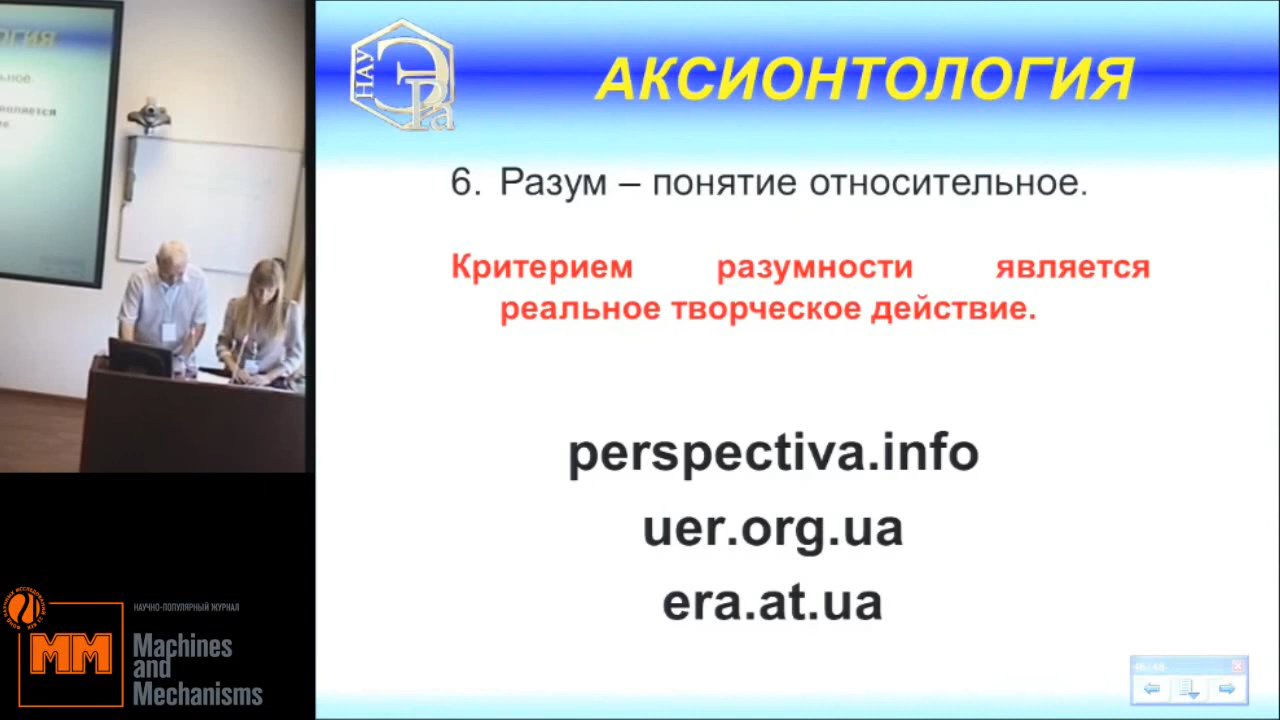 АКСИОНТОЛОГИЯ
НАУ
ЭРа
6. Разум – понятие относительное.
Критерием разумности является
реальное творческое действие.
perspectiva.info
uer.org.ua
era.at.ua
НАУЧНО-ПОПУЛЯРНЫЙ ЖУРНАЛ
ММ
Machines
and
Mechanisms